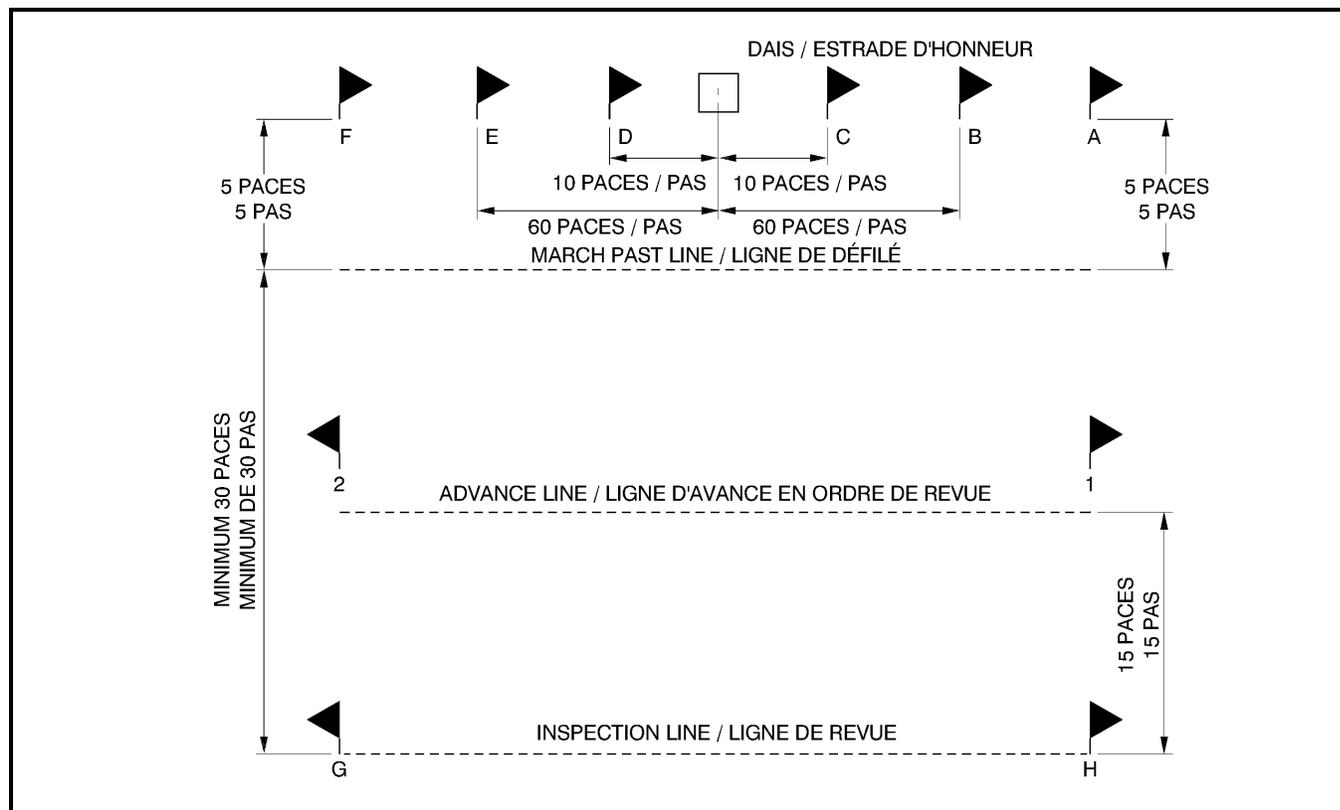 DAIS / ESTRADE D'HONNEUR
F E D C B A
10 PACES / PAS 10 PACES / PAS
5 PACES
5 PAS
5 PACES
5 PAS
60 PACES / PAS 60 PACES / PAS
MARCH PAST LINE / LIGNE DE DÉFILÉ
MINIMUM 30 PACES
MINIMUM DE 30 PAS
2 1
ADVANCE LINE / LIGNE D'AVANCE EN ORDRE DE REVUE
15 PACES
15 PAS
INSPECTION LINE / LIGNE DE REVUE
G H